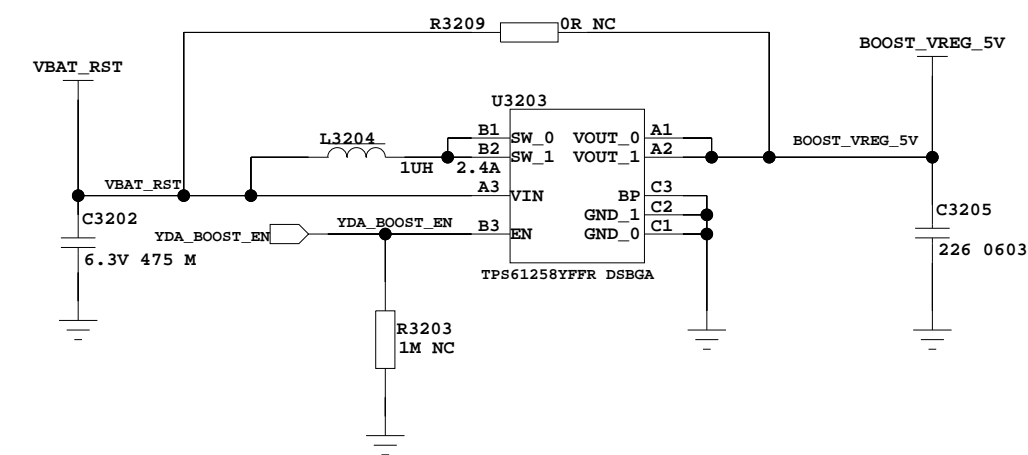 R3209 0R NC
BOOST_VREG_5V
VBAT_RST
U3203
L3204
1UH 2.4A
B1 SW_0 VOUT_0 A1
B2 SW_1 VOUT_1 A2
BOOST_VREG_5V
VBAT_RST
A3 VIN BP C3
GND_1 C2
B3 EN GND_0 C1
C3202
6.3V 475 M
YDA_BOOST_EN
YDA_BOOST_EN
C3205
226 0603
TPS61258YFFR DSBGA
R3203
1M NC